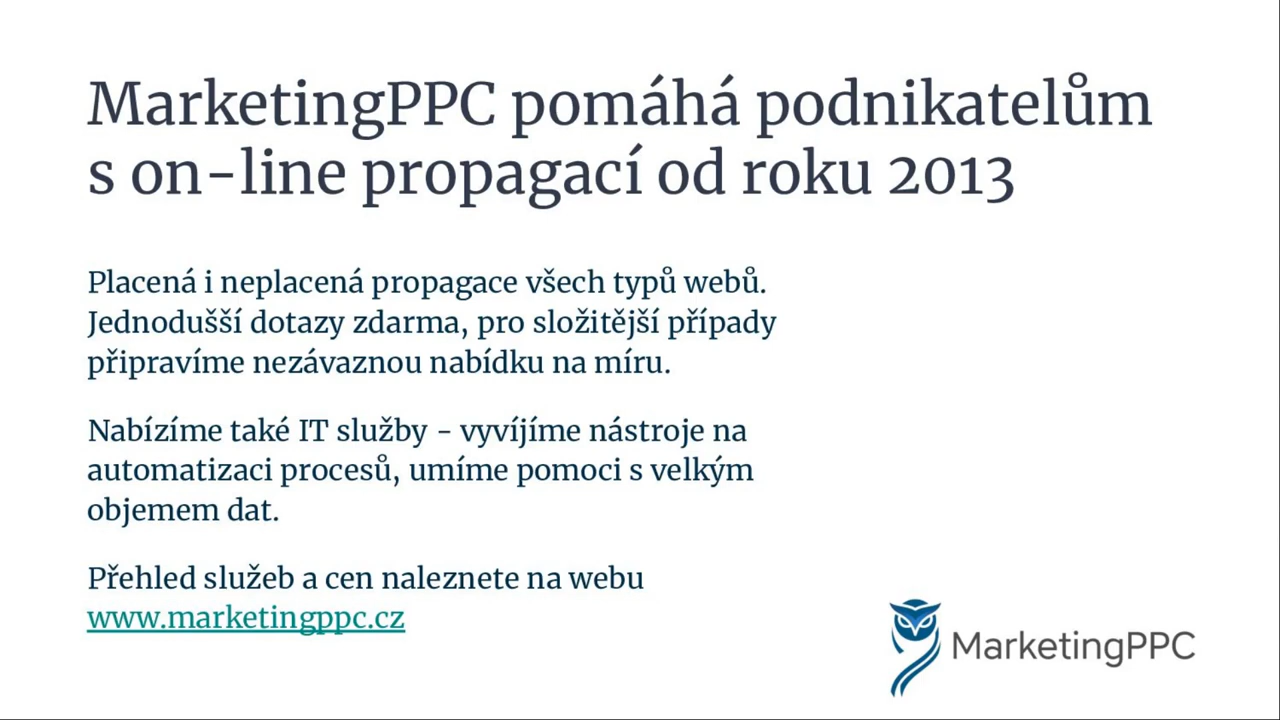 MarketingPPC pomáhá podnikatelům
s on-line propagací od roku 2013
Placená i neplacená propagace všech typů webů.
Jednodušší dotazy zdarma, pro složitější případy
připravíme nezávaznou nabídku na míru.
Nabízíme také IT služby - vyvíjíme nástroje na
automatizaci procesů, umíme pomoci s velkým
objemem dat.
Přehled služeb a cen naleznete na webu
www.marketingppc.cz
MarketingPPC